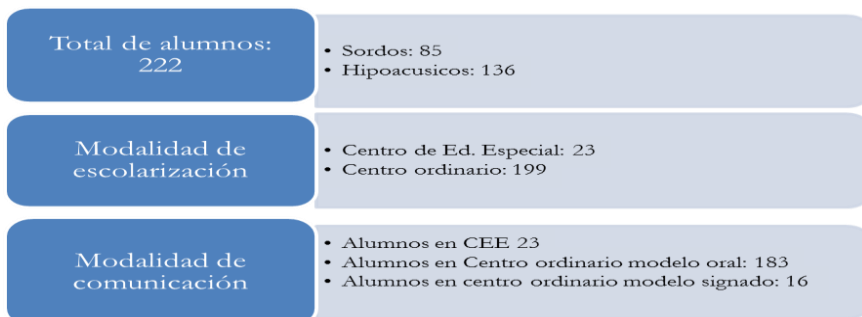 Total de alumnos:
222
• Sordos: 85
• Hipoacusicos: 136
Modalidad de
escolarización
• Centro de Ed. Especial: 23
• Centro ordinario: 199
Modalidad de
comunicación
• Alumnos en CEE 23
• Alumnos en Centro ordinario modelo oral: 183
• Alumnos en centro ordinario modelo signado: 16